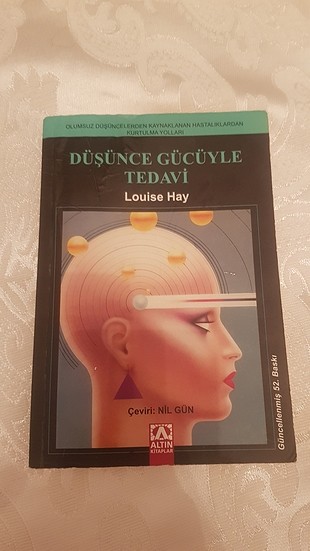 OLUMSUZ DÜŞÜNCELERDEN KAYNAKLANAN HASTALIKLARDAN
KURTULMA YOLLARI
DÜŞÜNCE GÜCÜYLE
TEDAVİ
Louise Hay
Çeviri: NİL GÜN
ALTIN
KİTAPLAR
Güncellenmiş 52. Baskı